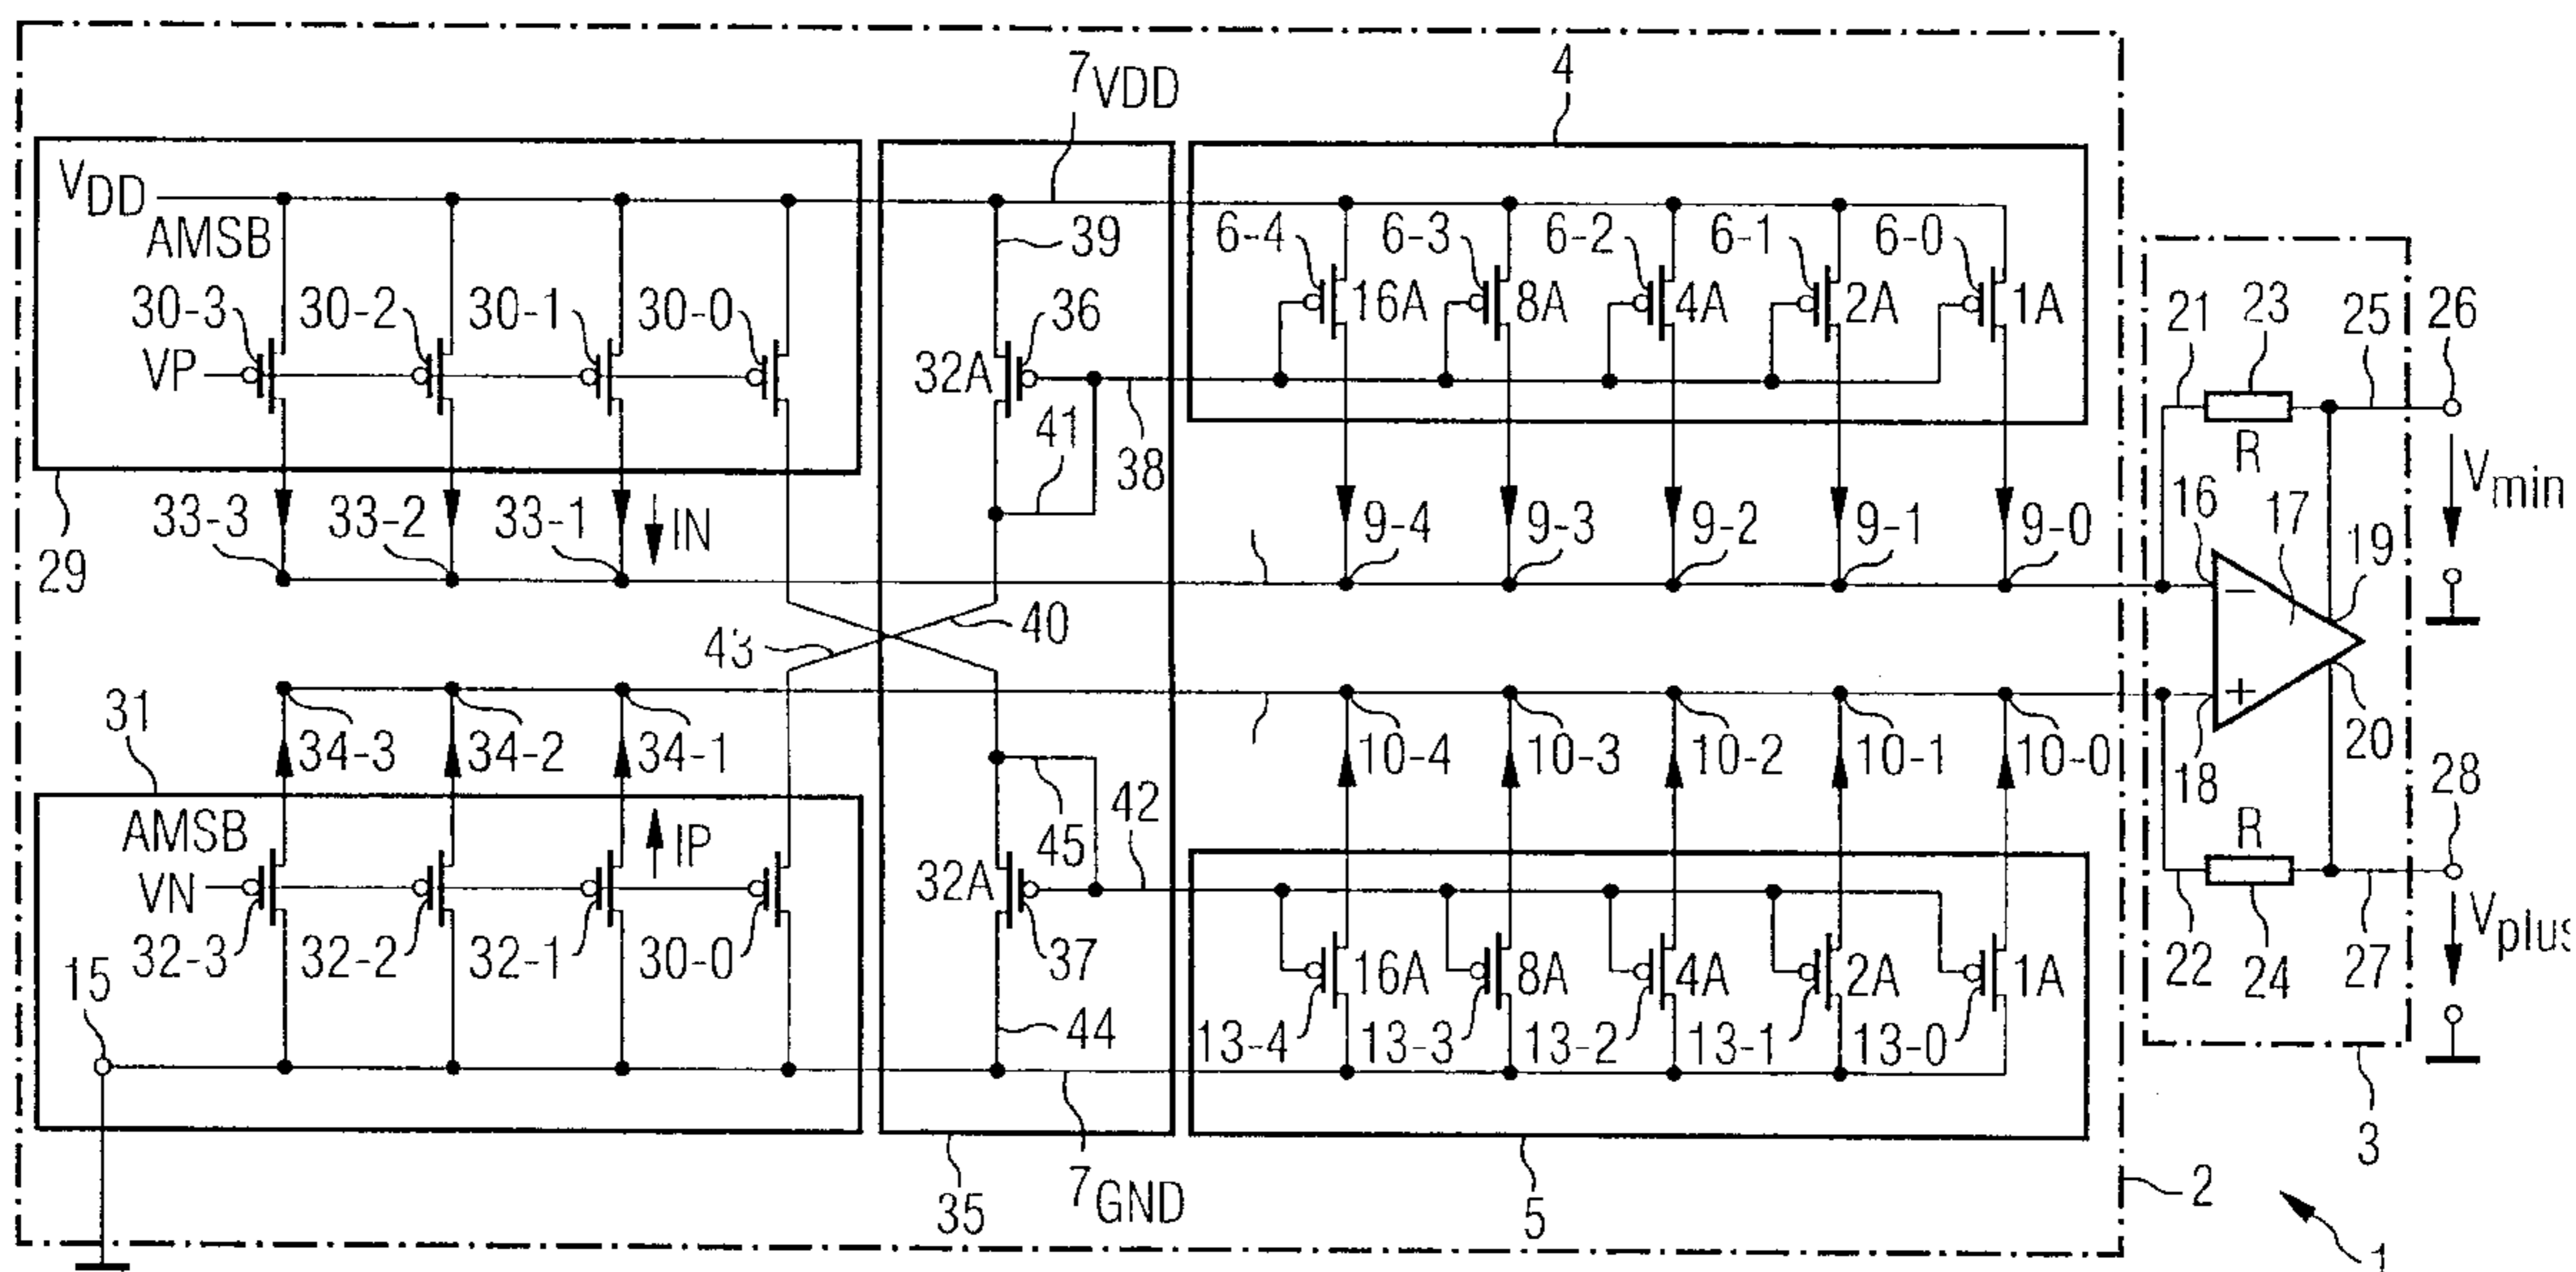 7VDD
4
VDD
AMSB
39
6-4
6-3
6-2
6-1
6-0
30-3
30-2
30-1
30-0
36
16A
8A
4A
2A
1A
21
23
25
26
VP
32A
41
38
R
Vmin
33-3
33-2
33-1
IN
9-4
9-3
9-2
9-1
9-0
16
17
19
29
43
40
−
+
31
34-3
34-2
34-1
10-4
10-3
10-2
10-1
10-0
18
20
28
AMSB
IP
45
42
R
VN
32A
16A
8A
4A
2A
1A
Vplus
15
32-3
32-2
32-1
30-0
37
22
24
27
44
13-4
13-3
13-2
13-1
13-0
3
35
7GND
5
2
1